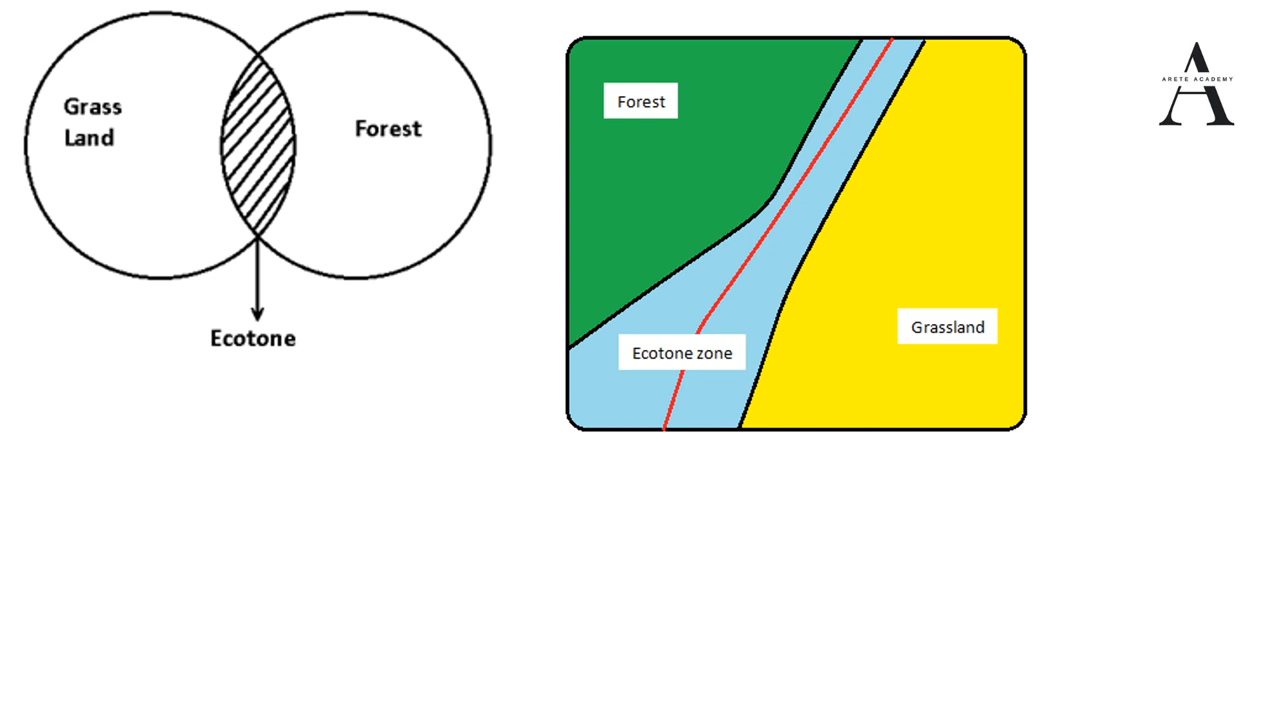 Grass
Land
Forest
Ecotone
Forest
Ecotone zone
Grassland
ARETE ACADEMY